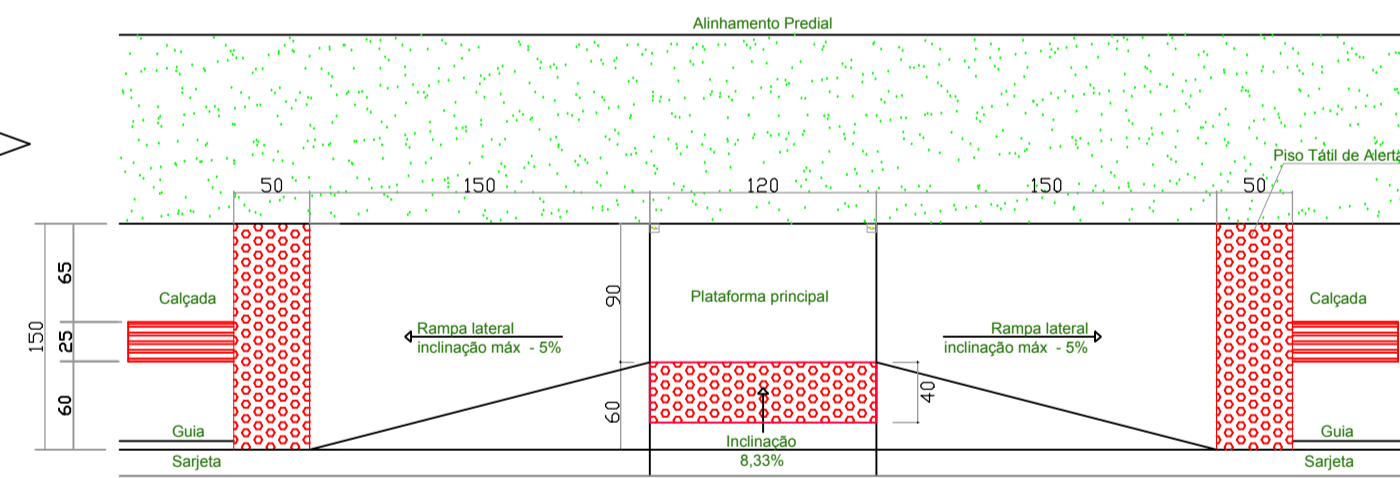 Alinhamento Predial
Piso Tátil de Alerta
50
150
120
150
50
65
Calçada
Plataforma principal
Calçada
90
Rampa lateral
inclinação máx - 5%
Rampa lateral
inclinação máx - 5%
150
25
60
60
40
Guia
Inclinação
8,33%
Guia
Sarjeta
Sarjeta